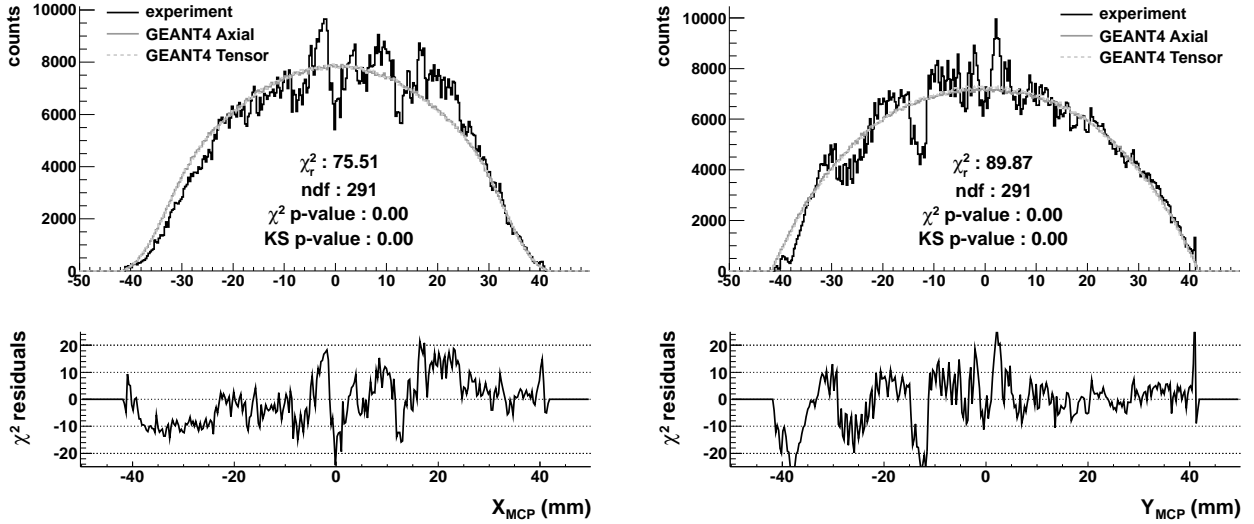 counts
10000
8000
6000
4000
2000
0
experiment
GEANT4 Axial
GEANT4 Tensor
χ²ᵣ : 75.51
ndf : 291
χ² p-value : 0.00
KS p-value : 0.00
-50 -40 -30 -20 -10 0 10 20 30 40
χ² residuals
20
10
0
-10
-20
-40 -20 0 20 40
X_MCP (mm)
counts
10000
8000
6000
4000
2000
0
experiment
GEANT4 Axial
GEANT4 Tensor
χ²ᵣ : 89.87
ndf : 291
χ² p-value : 0.00
KS p-value : 0.00
-50 -40 -30 -20 -10 0 10 20 30 40
χ² residuals
20
10
0
-10
-20
-40 -20 0 20 40
Y_MCP (mm)